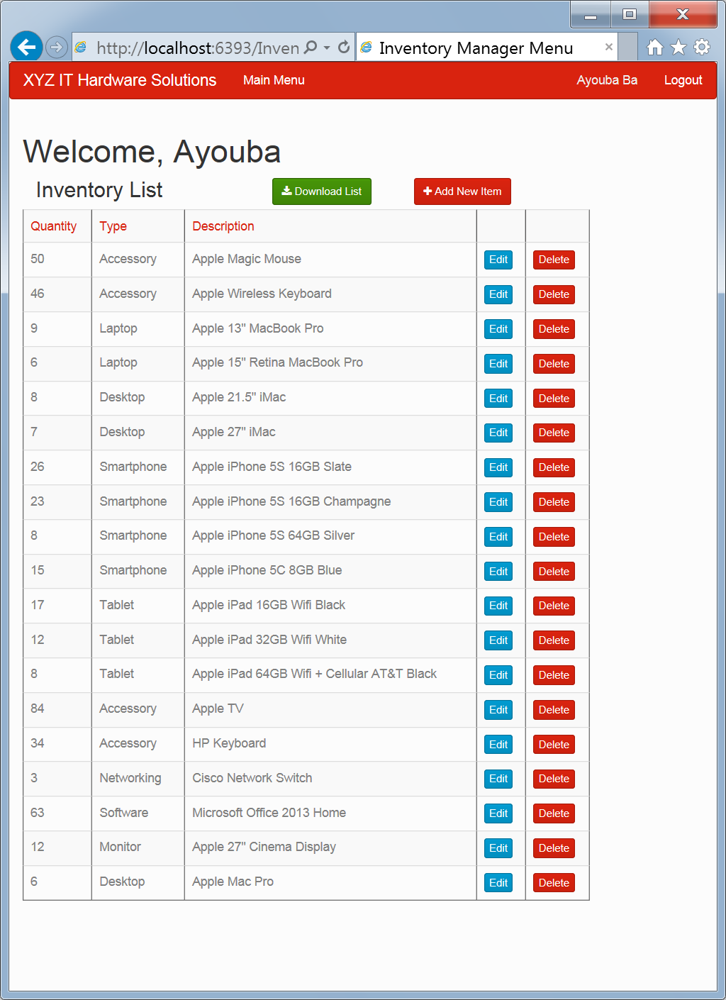 http://localhost:6393/Inven Inventory Manager Menu
XYZ IT Hardware Solutions Main Menu Ayouba Ba Logout
Welcome, Ayouba
Inventory List Download List Add New Item
Quantity Type Description
50 Accessory Apple Magic Mouse Edit Delete
46 Accessory Apple Wireless Keyboard Edit Delete
9 Laptop Apple 13" MacBook Pro Edit Delete
6 Laptop Apple 15" Retina MacBook Pro Edit Delete
8 Desktop Apple 21.5" iMac Edit Delete
7 Desktop Apple 27" iMac Edit Delete
26 Smartphone Apple iPhone 5S 16GB Slate Edit Delete
23 Smartphone Apple iPhone 5S 16GB Champagne Edit Delete
8 Smartphone Apple iPhone 5S 64GB Silver Edit Delete
15 Smartphone Apple iPhone 5C 8GB Blue Edit Delete
17 Tablet Apple iPad 16GB Wifi Black Edit Delete
12 Tablet Apple iPad 32GB Wifi White Edit Delete
8 Tablet Apple iPad 64GB Wifi + Cellular AT&T Black Edit Delete
84 Accessory Apple TV Edit Delete
34 Accessory HP Keyboard Edit Delete
3 Networking Cisco Network Switch Edit Delete
63 Software Microsoft Office 2013 Home Edit Delete
12 Monitor Apple 27" Cinema Display Edit Delete
6 Desktop Apple Mac Pro Edit Delete